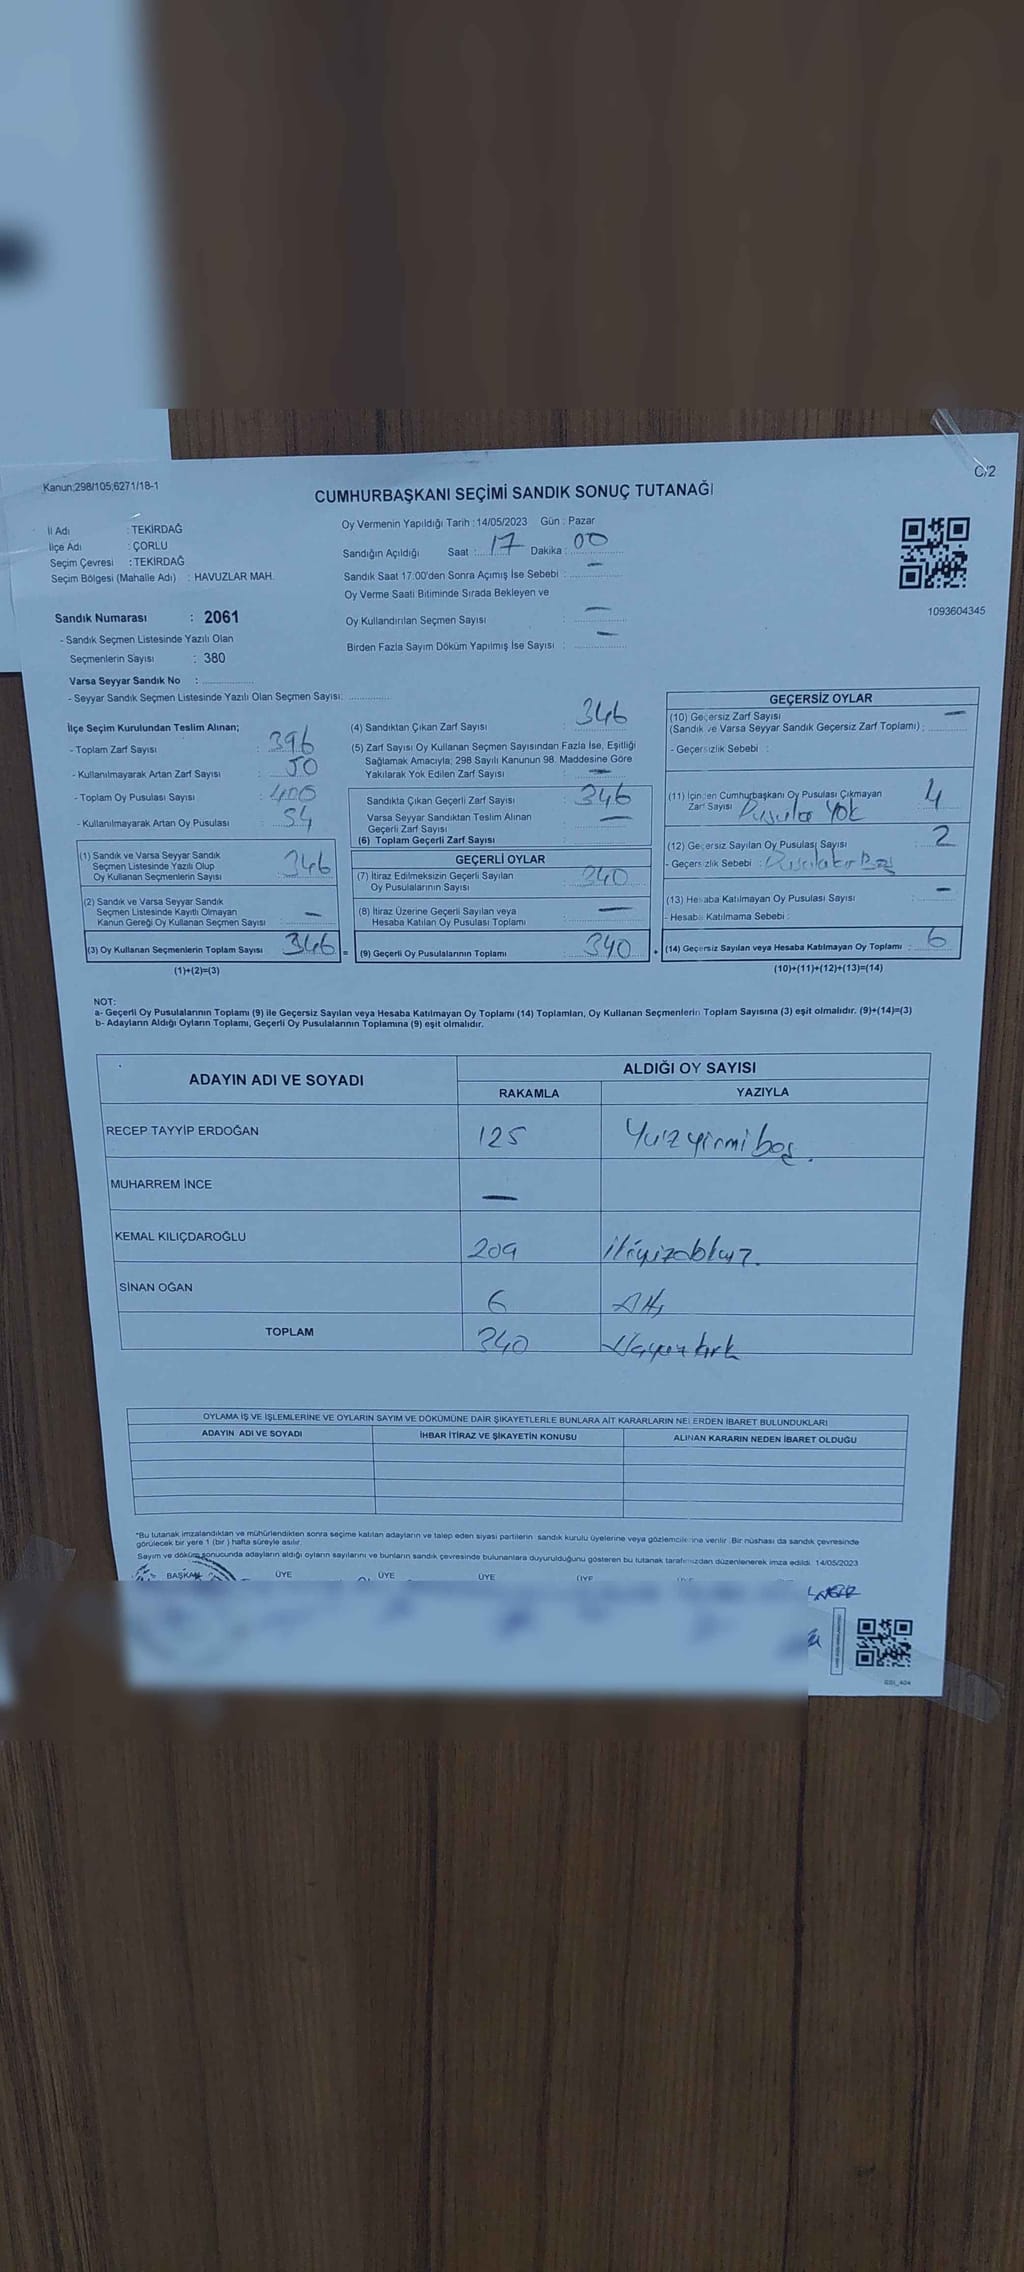 Kanun;298/105;6271/18-1
C/2
CUMHURBAŞKANI SEÇİMİ SANDIK SONUÇ TUTANAĞI
İl Adı : TEKİRDAĞ
İlçe Adı : ÇORLU
Seçim Çevresi : TEKİRDAĞ
Seçim Bölgesi (Mahalle Adı) : HAVUZLAR MAH.
Sandık Numarası : 2061
- Sandık Seçmen Listesinde Yazılı Olan
Seçmenlerin Sayısı : 380
Varsa Seyyar Sandık No :
- Seyyar Sandık Seçmen Listesinde Yazılı Olan Seçmen Sayısı:
Oy Vermenin Yapıldığı Tarih : 14/05/2023 Gün : Pazar
Sandığın Açıldığı Saat : 17 Dakika : 00
Sandık Saat 17:00'den Sonra Açımış İse Sebebi : —
Oy Verme Saati Bitiminde Sırada Bekleyen ve
Oy Kullandırılan Seçmen Sayısı : —
Birden Fazla Sayım Döküm Yapılmış İse Sayısı : —
1093604345
İlçe Seçim Kurulundan Teslim Alınan;
- Toplam Zarf Sayısı : 396
- Kullanılmayarak Artan Zarf Sayısı : 50
- Toplam Oy Pusulası Sayısı : 400
- Kullanılmayarak Artan Oy Pusulası : 54
(1) Sandık ve Varsa Seyyar Sandık
Seçmen Listesinde Yazılı Olup
Oy Kullanan Seçmenlerin Sayısı : 346
(2) Sandık ve Varsa Seyyar Sandık
Seçmen Listesinde Kayıtlı Olmayan
Kanun Gereği Oy Kullanan Seçmen Sayısı : —
(3) Oy Kullanan Seçmenlerin Toplam Sayısı : 346 =
(1)+(2)=(3)
(4) Sandıktan Çıkan Zarf Sayısı : 346
(5) Zarf Sayısı Oy Kullanan Seçmen Sayısından Fazla İse, Eşitliği
Sağlamak Amacıyla, 298 Sayılı Kanunun 98. Maddesine Göre
Yakılarak Yok Edilen Zarf Sayısı : —
Sandıkta Çıkan Geçerli Zarf Sayısı : 346
Varsa Seyyar Sandıktan Teslim Alınan
Geçerli Zarf Sayısı : —
(6) Toplam Geçerli Zarf Sayısı :
GEÇERLİ OYLAR
(7) İtiraz Edilmeksizin Geçerli Sayılan
Oy Pusulalarının Sayısı : 340
(8) İtiraz Üzerine Geçerli Sayılan veya
Hesaba Katılan Oy Pusulası Toplamı : —
(9) Geçerli Oy Pusulalarının Toplamı : 340 +
GEÇERSİZ OYLAR
(10) Geçersiz Zarf Sayısı
(Sandık ve Varsa Seyyar Sandık Geçersiz Zarf Toplamı) : —
- Geçersizlik Sebebi :
(11) İçinden Cumhurbaşkanı Oy Pusulası Çıkmayan
Zarf Sayısı : 4
Pusula Yok
(12) Geçersiz Sayılan Oy Pusulası Sayısı : 2
- Geçersizlik Sebebi :
(13) Hesaba Katılmayan Oy Pusulası Sayısı : —
- Hesaba Katılmama Sebebi :
(14) Geçersiz Sayılan veya Hesaba Katılmayan Oy Toplamı : 6
(10)+(11)+(12)+(13)=(14)
NOT:
a- Geçerli Oy Pusulalarının Toplamı (9) ile Geçersiz Sayılan veya Hesaba Katılmayan Oy Toplamı (14) Toplamları, Oy Kullanan Seçmenlerin Toplam Sayısına (3) eşit olmalıdır. (9)+(14)=(3)
b- Adayların Aldığı Oyların Toplamı, Geçerli Oy Pusulalarının Toplamına (9) eşit olmalıdır.
ADAYIN ADI VE SOYADI
ALDIĞI OY SAYISI
RAKAMLA YAZIYLA
RECEP TAYYİP ERDOĞAN 125 Yüzyirmi beş.
MUHARREM İNCE —
KEMAL KILIÇDAROĞLU 209 ikiyüzdokuz.
SİNAN OĞAN 6 Altı
TOPLAM 340 üçyüz kırk
OYLAMA İŞ VE İŞLEMLERİNE VE OYLARIN SAYIM VE DÖKÜMÜNE DAİR ŞİKAYETLERLE BUNLARA AİT KARARLARIN NELERDEN İBARET BULUNDUKLARI
ADAYIN ADI VE SOYADI İHBAR İTİRAZ VE ŞİKAYETİN KONUSU ALINAN KARARIN NEDEN İBARET OLDUĞU
*Bu tutanak imzalandıktan ve mühürlendikten sonra seçime katılan adayların ve talep eden siyasi partilerin sandık kurulu üyelerine veya gözlemcilerine verilir. Bir nüshası da sandık çevresinde
görülecek bir yere 1 (bir ) hafta süreyle asılır.
Sayım ve döküm sonucunda adayların aldığı oyların sayılarını ve bunların sandık çevresinde bulunanlara duyurulduğunu gösteren bu tutanak tarafımızdan düzenlenerek imza edildi. 14/05/2023
BAŞKAN ÜYE ÜYE ÜYE ÜYE